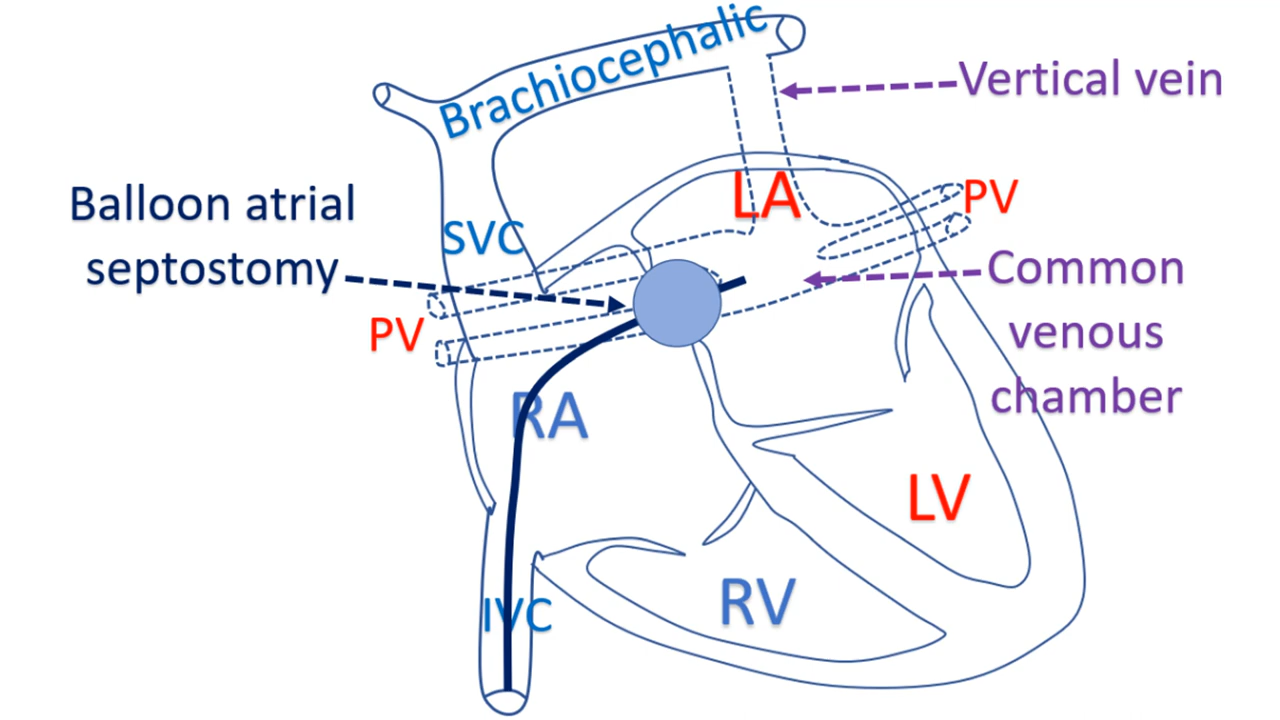 Brachiocephalic
Vertical vein
Balloon atrial
septostomy
SVC
LA
PV
Common
venous
chamber
PV
RA
LV
RV
IVC